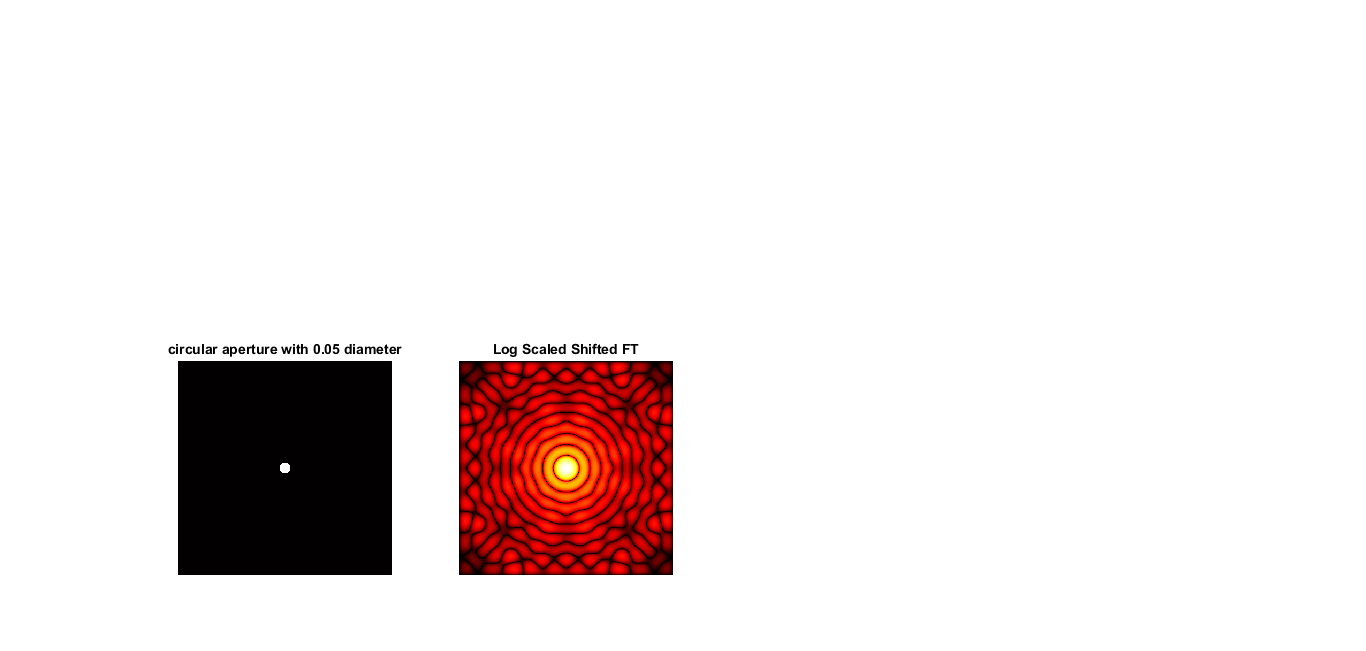 circular aperture with 0.05 diameter
Log Scaled Shifted FT